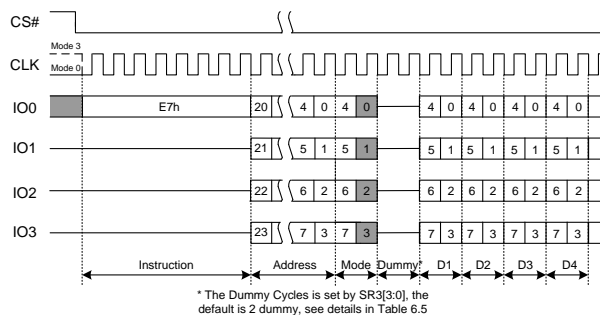 CS#
Mode 3
CLK Mode 0
IO0 E7h 20 4 0 4 0 4 0 4 0 4 0 4 0
IO1 21 5 1 5 1 5 1 5 1 5 1 5 1
IO2 22 6 2 6 2 6 2 6 2 6 2 6 2
IO3 23 7 3 7 3 7 3 7 3 7 3 7 3
Instruction Address Mode Dummy* D1 D2 D3 D4
* The Dummy Cycles is set by SR3[3:0], the
default is 2 dummy, see details in Table 6.5